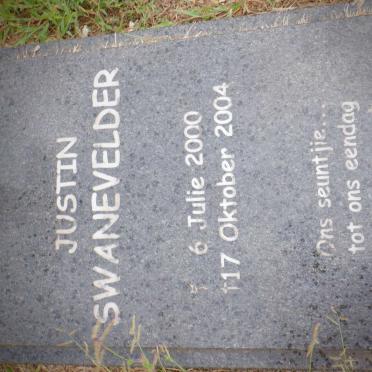 JUSTIN
SWANEVELDER
* 6 Julie 2000
†17 Oktober 2004
Ons seuntjie...
tot ons eendag